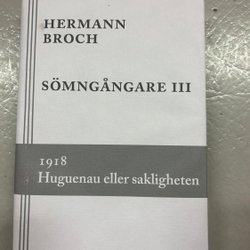 HERMANN
BROCH
SÖMNGÅNGARE III
1918
Huguenau eller sakligheten